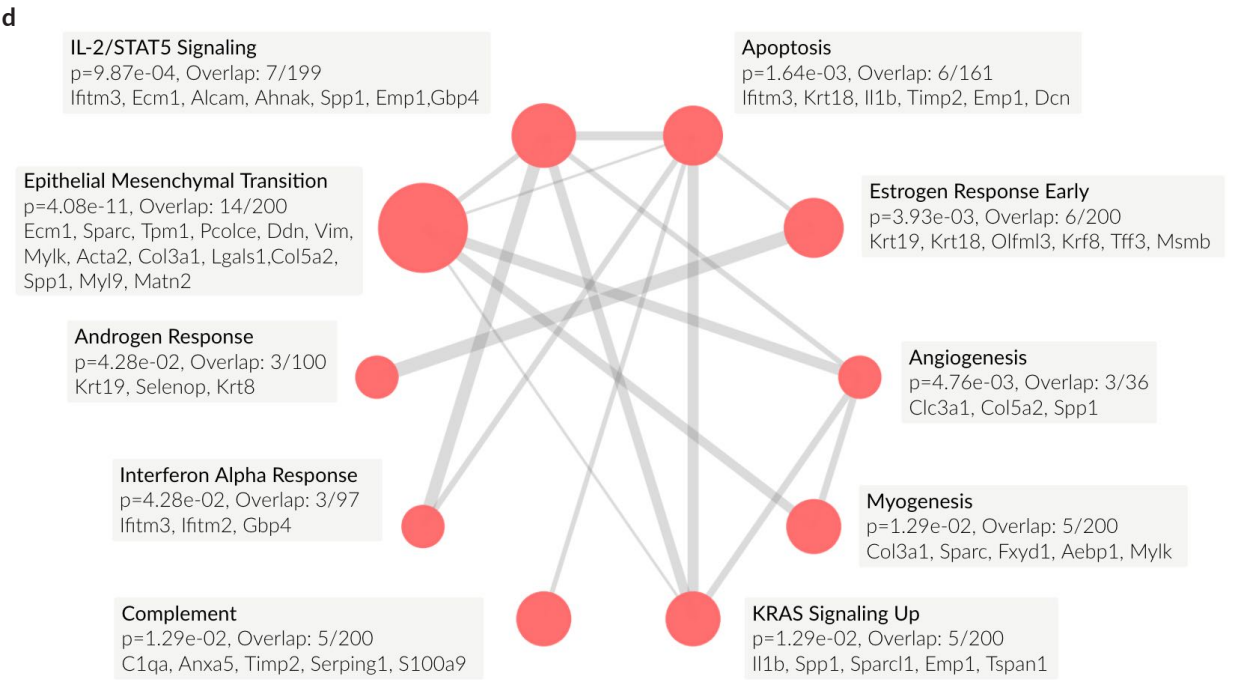 d
IL-2/STAT5 Signaling
p=9.87e-04, Overlap: 7/199
Ifitm3, Ecm1, Alcam, Ahnak, Spp1, Emp1,Gbp4
Apoptosis
p=1.64e-03, Overlap: 6/161
Ifitm3, Krt18, Il1b, Timp2, Emp1, Dcn
Epithelial Mesenchymal Transition
p=4.08e-11, Overlap: 14/200
Ecm1, Sparc, Tpm1, Pcolce, Ddn, Vim,
Mylk, Acta2, Col3a1, Lgals1,Col5a2,
Spp1, Myl9, Matn2
Estrogen Response Early
p=3.93e-03, Overlap: 6/200
Krt19, Krt18, Olfml3, Krf8, Tff3, Msmb
Androgen Response
p=4.28e-02, Overlap: 3/100
Krt19, Selenop, Krt8
Angiogenesis
p=4.76e-03, Overlap: 3/36
Clc3a1, Col5a2, Spp1
Interferon Alpha Response
p=4.28e-02, Overlap: 3/97
Ifitm3, Ifitm2, Gbp4
Myogenesis
p=1.29e-02, Overlap: 5/200
Col3a1, Sparc, Fxyd1, Aebp1, Mylk
Complement
p=1.29e-02, Overlap: 5/200
C1qa, Anxa5, Timp2, Serping1, S100a9
KRAS Signaling Up
p=1.29e-02, Overlap: 5/200
Il1b, Spp1, Sparcl1, Emp1, Tspan1